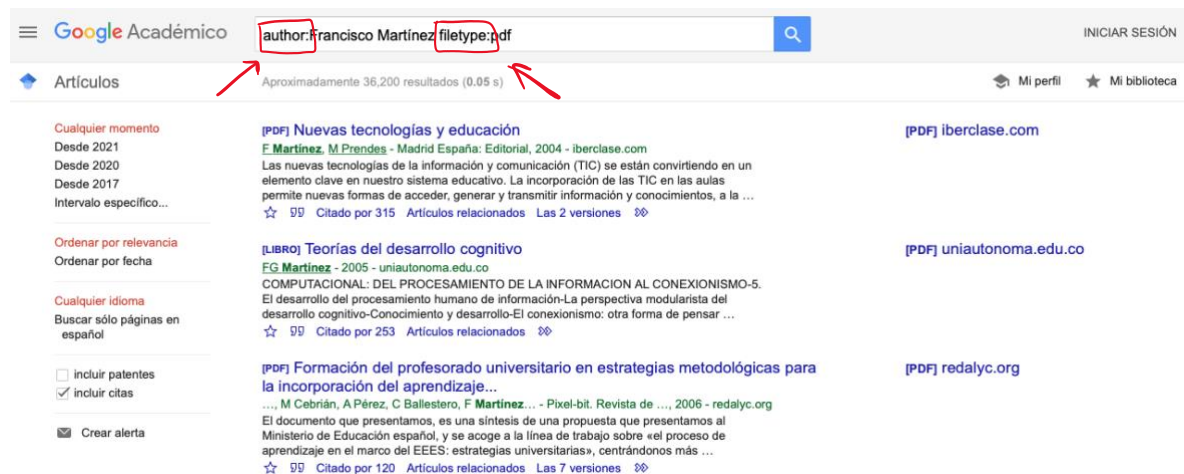 Google Académico
author:Francisco Martínez filetype:pdf
INICIAR SESIÓN
Artículos
Aproximadamente 36,200 resultados (0.05 s)
Mi perfil
Mi biblioteca
Cualquier momento
Desde 2021
Desde 2020
Desde 2017
Intervalo específico...
Ordenar por relevancia
Ordenar por fecha
Cualquier idioma
Buscar sólo páginas en
español
incluir patentes
incluir citas
Crear alerta
[PDF] Nuevas tecnologías y educación
F Martínez, M Prendes - Madrid España: Editorial, 2004 - iberclase.com
Las nuevas tecnologías de la información y comunicación (TIC) se están convirtiendo en un
elemento clave en nuestro sistema educativo. La incorporación de las TIC en las aulas
permite nuevas formas de acceder, generar y transmitir información y conocimientos, a la …
Citado por 315 Artículos relacionados Las 2 versiones
[PDF] iberclase.com
[LIBRO] Teorías del desarrollo cognitivo
FG Martínez - 2005 - uniautonoma.edu.co
COMPUTACIONAL: DEL PROCESAMIENTO DE LA INFORMACION AL CONEXIONISMO-5.
El desarrollo del procesamiento humano de información-La perspectiva modularista del
desarrollo cognitivo-Conocimiento y desarrollo-El conexionismo: otra forma de pensar …
Citado por 253 Artículos relacionados
[PDF] uniautonoma.edu.co
[PDF] Formación del profesorado universitario en estrategias metodológicas para
la incorporación del aprendizaje...
…, M Cebrián, A Pérez, C Ballestero, F Martínez… - Pixel-bit. Revista de …, 2006 - redalyc.org
El documento que presentamos, es una síntesis de una propuesta que presentamos al
Ministerio de Educación español, y se acoge a la línea de trabajo sobre «el proceso de
aprendizaje en el marco del EEES: estrategias universitarias», centrándonos más …
Citado por 120 Artículos relacionados Las 7 versiones
[PDF] redalyc.org